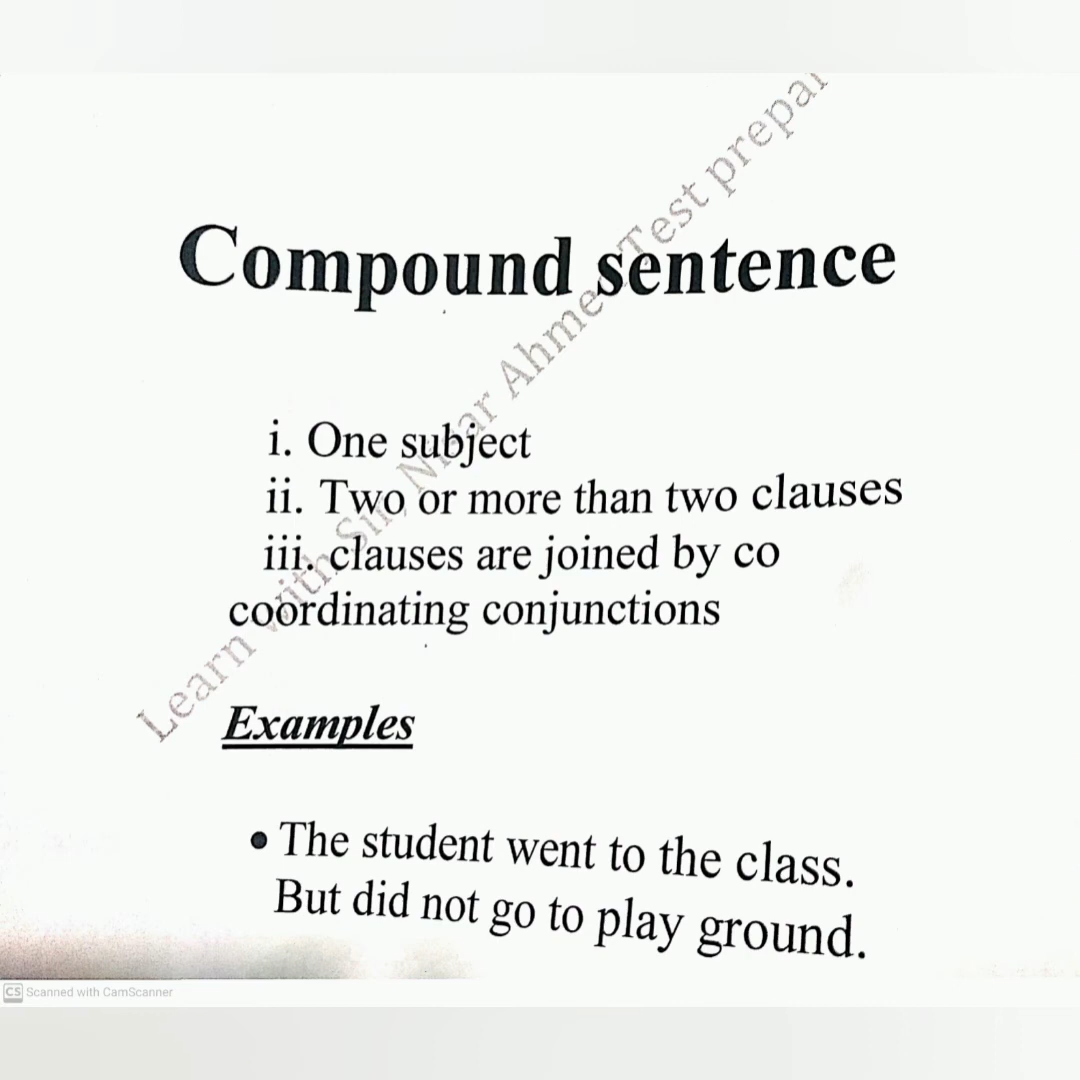 Compound sentence
i. One subject
ii. Two or more than two clauses
iii. clauses are joined by co
coordinating conjunctions
Examples
• The student went to the class.
But did not go to play ground.
Learn with Sir, Nisar Ahmed Test prepar
CS Scanned with CamScanner